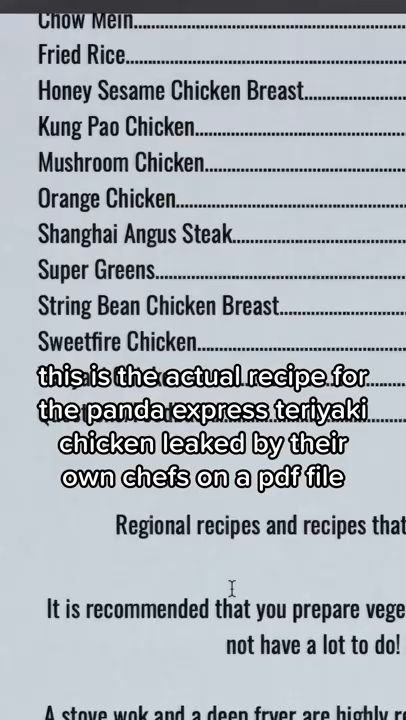 Chow Mein
Fried Rice
Honey Sesame Chicken Breast
Kung Pao Chicken
Mushroom Chicken
Orange Chicken
Shanghai Angus Steak
Super Greens
String Bean Chicken Breast
Sweetfire Chicken
this is the actual recipe for
the panda express teriyaki
chicken leaked by their
own chefs on a pdf file
Regional recipes and recipes that
It is recommended that you prepare
not have a lot to do!
A stove wok and a deep fryer are highly